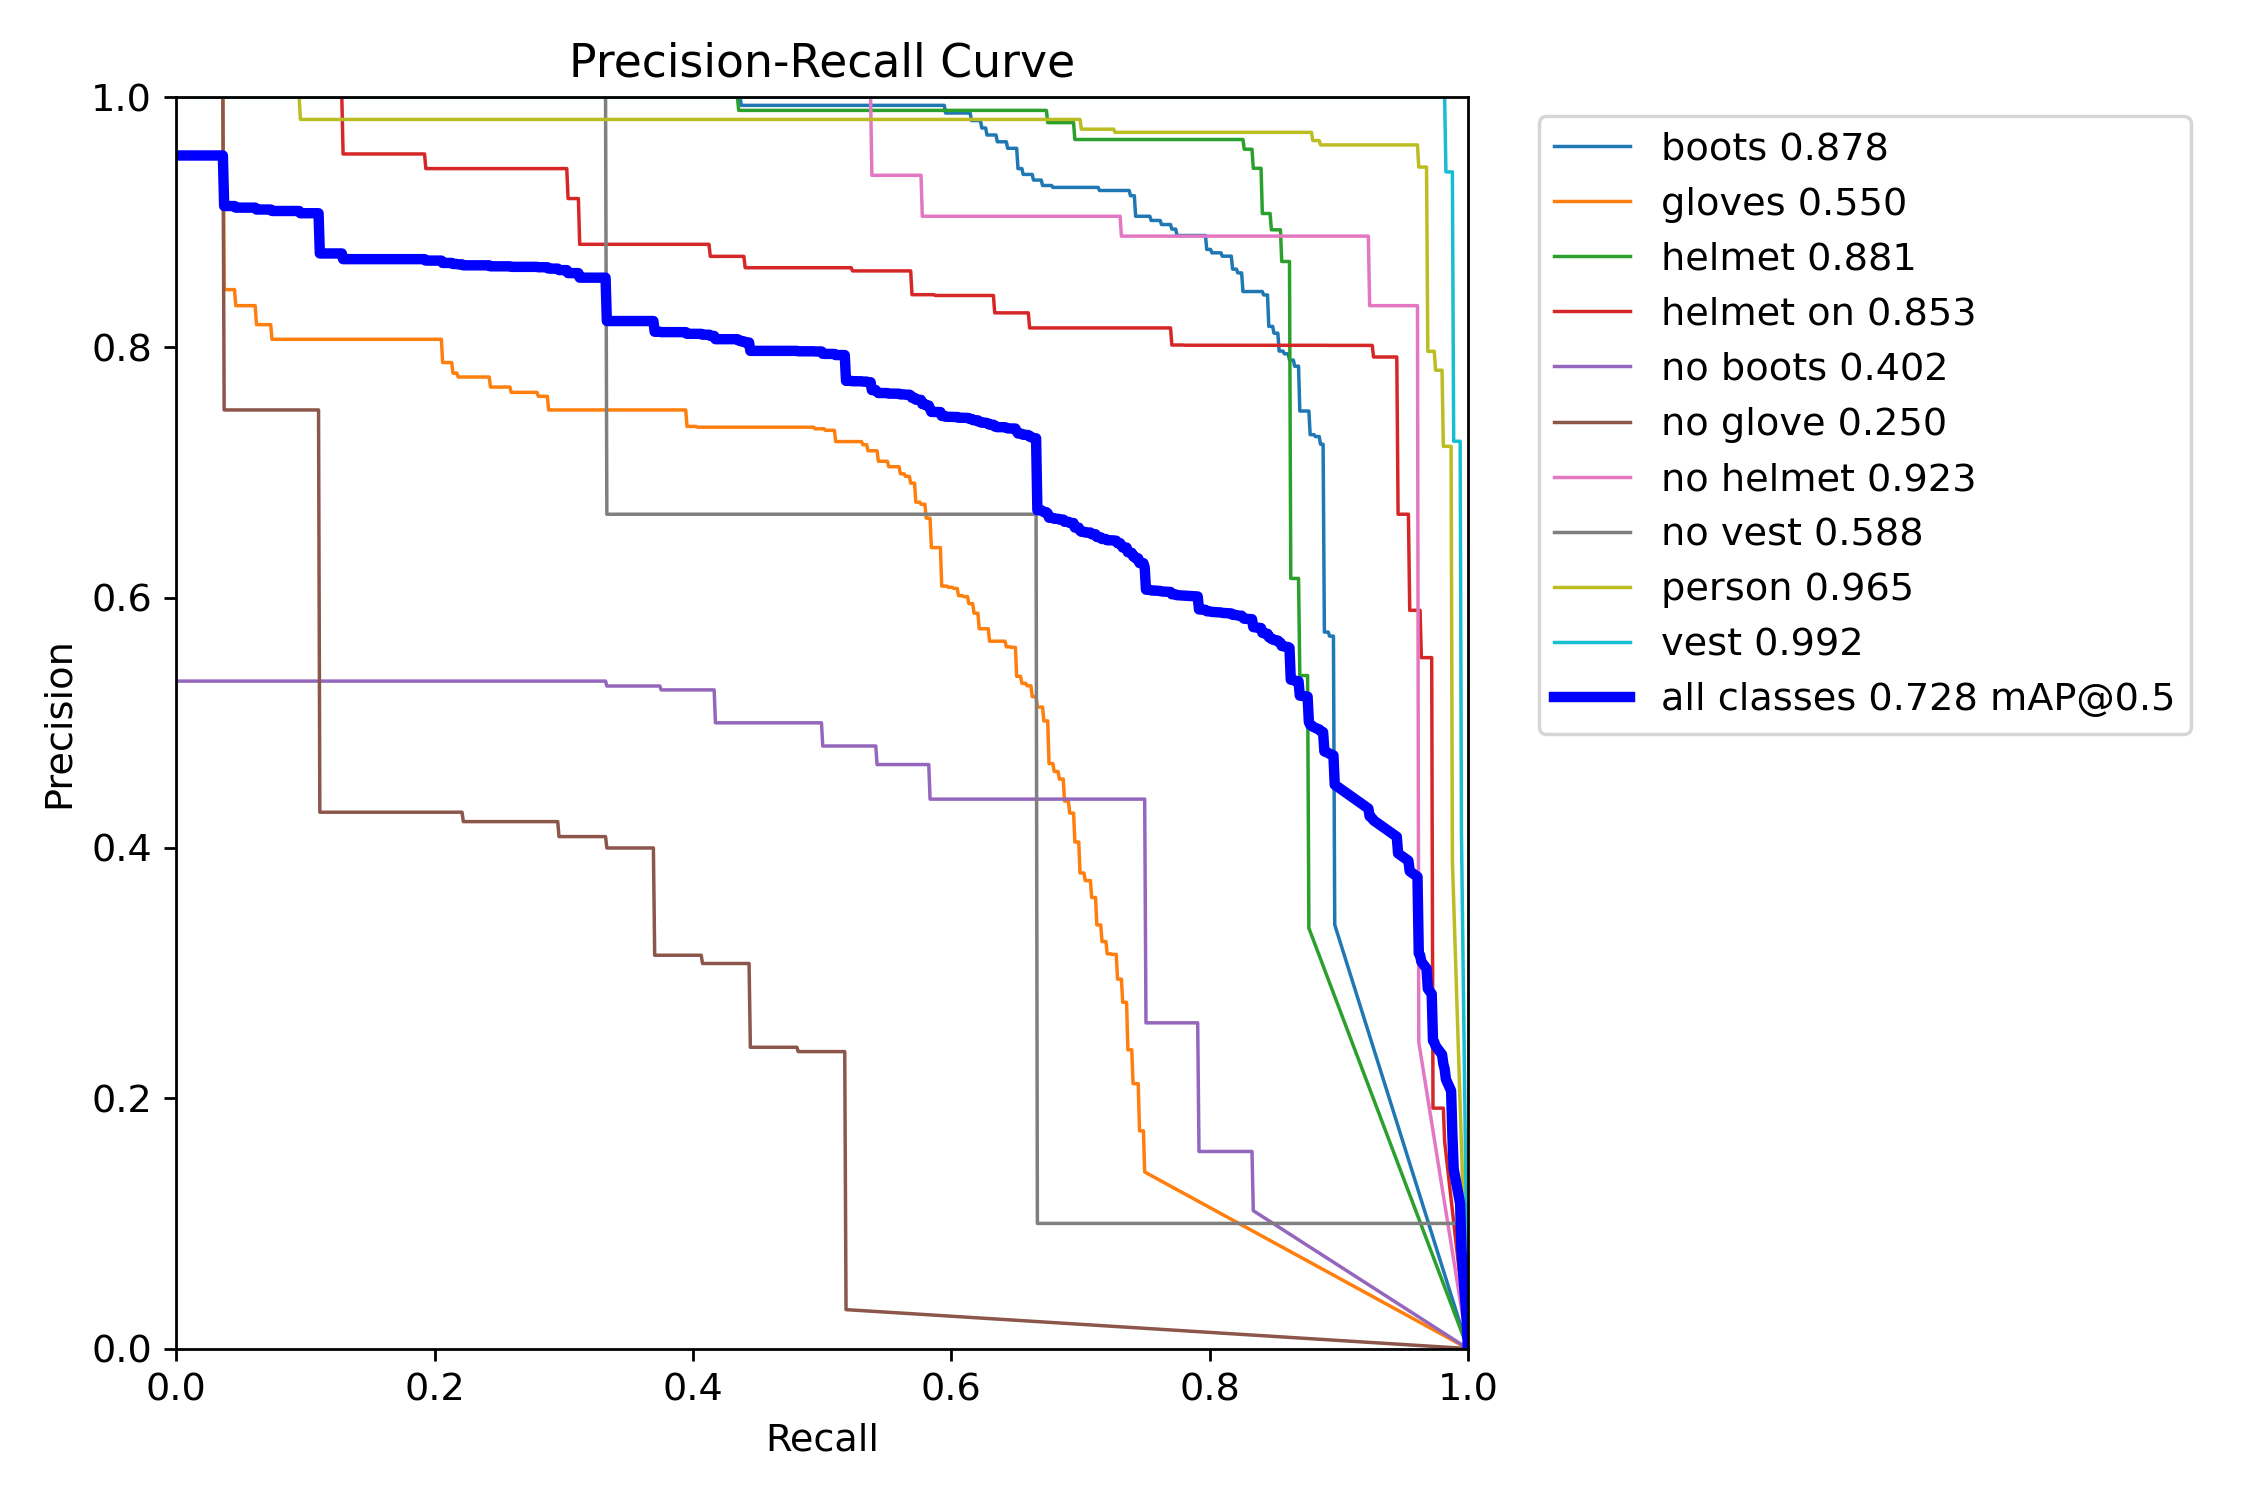 Precision-Recall Curve
1.0
0.8
0.6
0.4
0.2
0.0
Precision
0.0 0.2 0.4 0.6 0.8 1.0
Recall
boots 0.878
gloves 0.550
helmet 0.881
helmet on 0.853
no boots 0.402
no glove 0.250
no helmet 0.923
no vest 0.588
person 0.965
vest 0.992
all classes 0.728 mAP@0.5